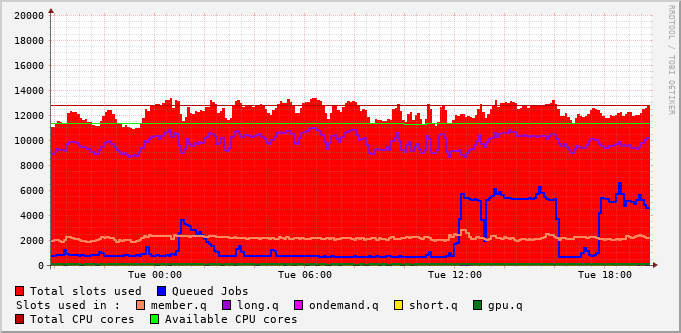 20000
18000
16000
14000
12000
10000
8000
6000
4000
2000
0
Tue 00:00 Tue 06:00 Tue 12:00 Tue 18:00
RRDTOOL / TOBI OETIKER
Total slots used Queued Jobs
Slots used in : member.q long.q ondemand.q short.q gpu.q
Total CPU cores Available CPU cores